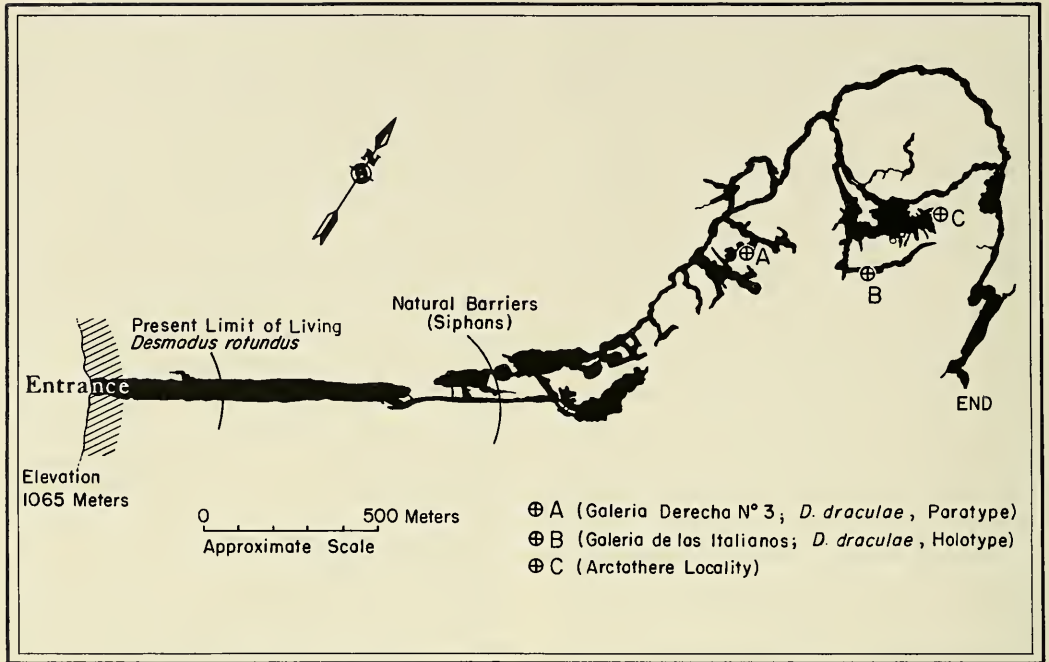 N
Present Limit of Living
Desmodus rotundus
Natural Barriers
(Siphons)
Entrance
Elevation
1065 Meters
A
B
C
END
0 500 Meters
Approximate Scale
⊕ A (Galeria Derecha N° 3; D. draculae, Paratype)
⊕ B (Galeria de los Italianos; D. draculae, Holotype)
⊕ C (Arctothere Locality)